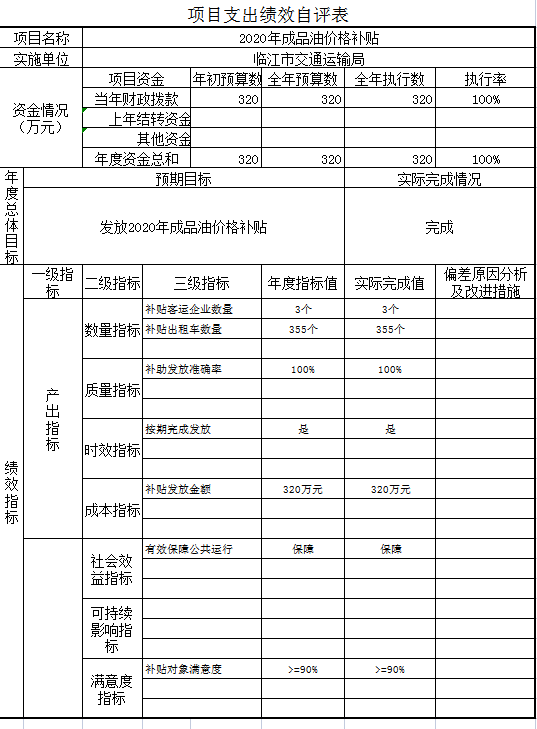 项目支出绩效自评表
项目名称 2020年成品油价格补贴
实施单位 临江市交通运输局
资金情况（万元） 项目资金 年初预算数 全年预算数 全年执行数 执行率
当年财政拨款 320 320 320 100%
上年结转资金
其他资金
年度资金总和 320 320 320 100%
年度总体目标 预期目标 实际完成情况
发放2020年成品油价格补贴 完成
绩效指标 一级指标 二级指标 三级指标 年度指标值 实际完成值 偏差原因分析及改进措施
产出指标 数量指标 补贴客运企业数量 3个 3个
补贴出租车数量 355个 355个
质量指标 补助发放准确率 100% 100%
时效指标 按期完成发放 是 是
成本指标 补贴发放金额 320万元 320万元
社会效益指标 有效保障公共运行 保障 保障
可持续影响指标
满意度指标 补贴对象满意度 >=90% >=90%